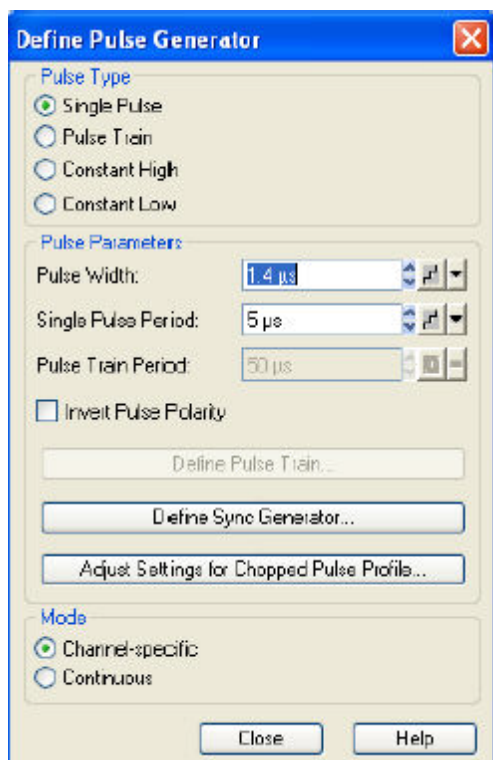 Define Pulse Generator
Pulse Type
Single Pulse
Pulse Train
Constant High
Constant Low
Pulse Parameters
Pulse Width: 1.4 µs
Single Pulse Period: 5 µs
Pulse Train Period: 50 µs
Invert Pulse Polarity
Define Pulse Train...
Define Sync Generator...
Adjust Settings for Chopped Pulse Profile...
Mode
Channel-specific
Continuous
Close Help